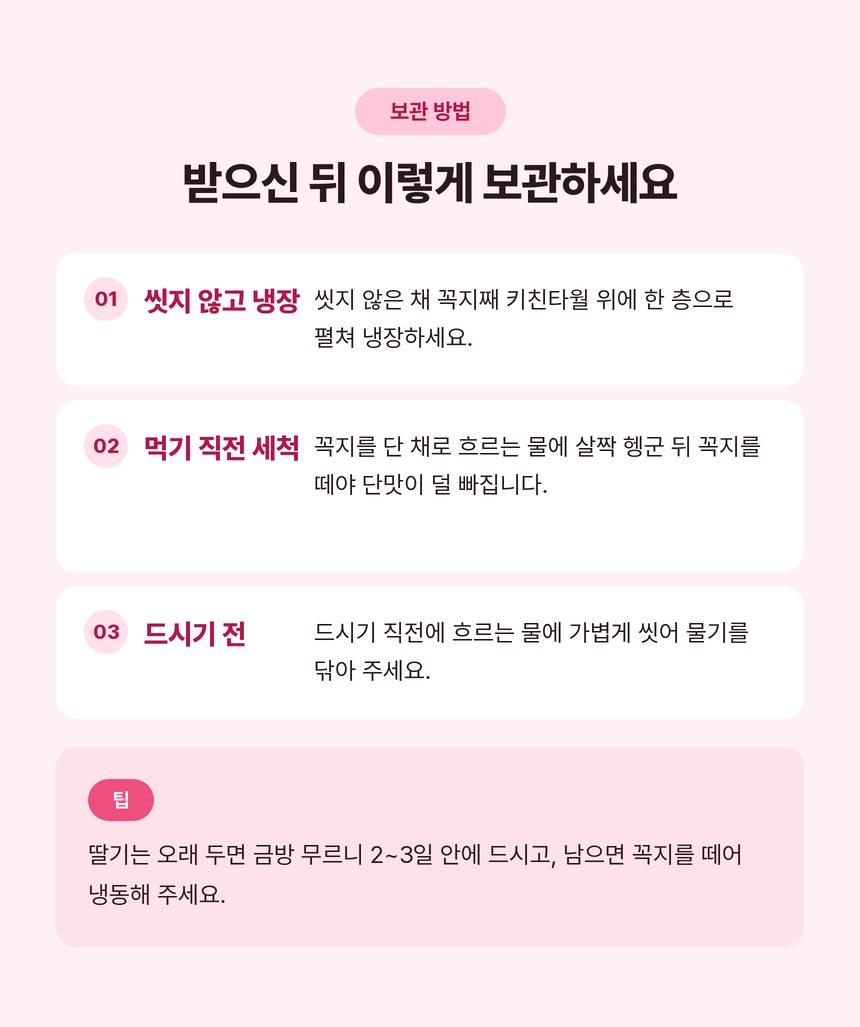 보관 방법
받으신 뒤 이렇게 보관하세요
01 씻지 않고 냉장 씻지 않은 채 꼭지째 키친타월 위에 한 층으로
펼쳐 냉장하세요.
02 먹기 직전 세척 꼭지를 단 채로 흐르는 물에 살짝 헹군 뒤 꼭지를
떼야 단맛이 덜 빠집니다.
03 드시기 전 드시기 직전에 흐르는 물에 가볍게 씻어 물기를
닦아 주세요.
팁
딸기는 오래 두면 금방 무르니 2~3일 안에 드시고, 남으면 꼭지를 떼어
냉동해 주세요.